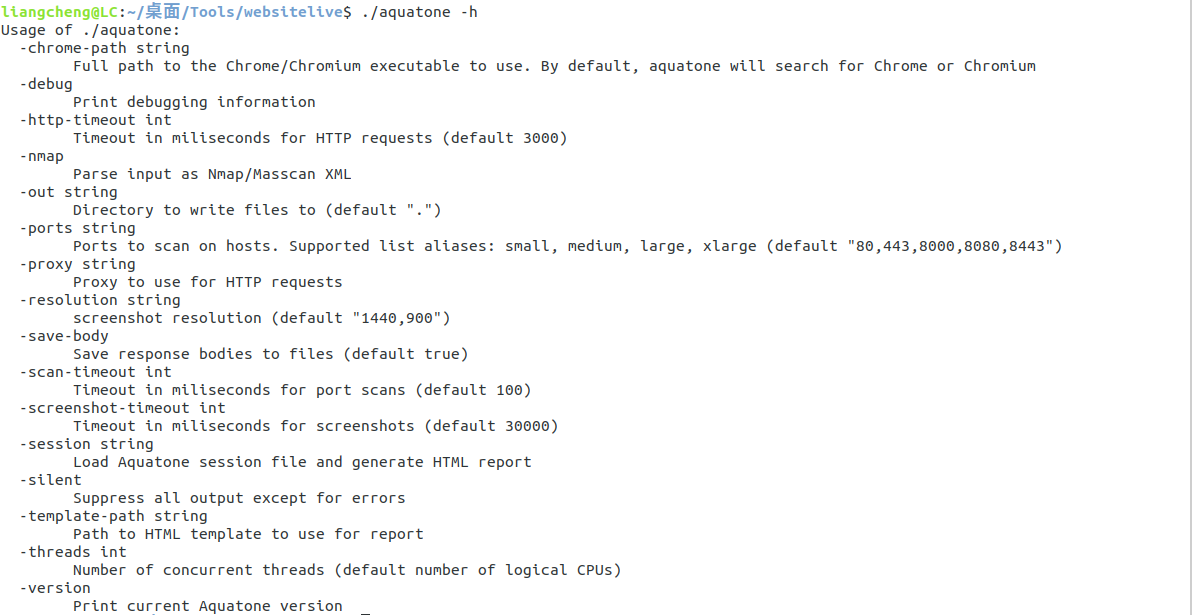 liangcheng@LC:~/桌面/Tools/websitelive$ ./aquatone -h
Usage of ./aquatone:
-chrome-path string
Full path to the Chrome/Chromium executable to use. By default, aquatone will search for Chrome or Chromium
-debug
Print debugging information
-http-timeout int
Timeout in miliseconds for HTTP requests (default 3000)
-nmap
Parse input as Nmap/Masscan XML
-out string
Directory to write files to (default ".")
-ports string
Ports to scan on hosts. Supported list aliases: small, medium, large, xlarge (default "80,443,8000,8080,8443")
-proxy string
Proxy to use for HTTP requests
-resolution string
screenshot resolution (default "1440,900")
-save-body
Save response bodies to files (default true)
-scan-timeout int
Timeout in miliseconds for port scans (default 100)
-screenshot-timeout int
Timeout in miliseconds for screenshots (default 30000)
-session string
Load Aquatone session file and generate HTML report
-silent
Suppress all output except for errors
-template-path string
Path to HTML template to use for report
-threads int
Number of concurrent threads (default number of logical CPUs)
-version
Print current Aquatone version